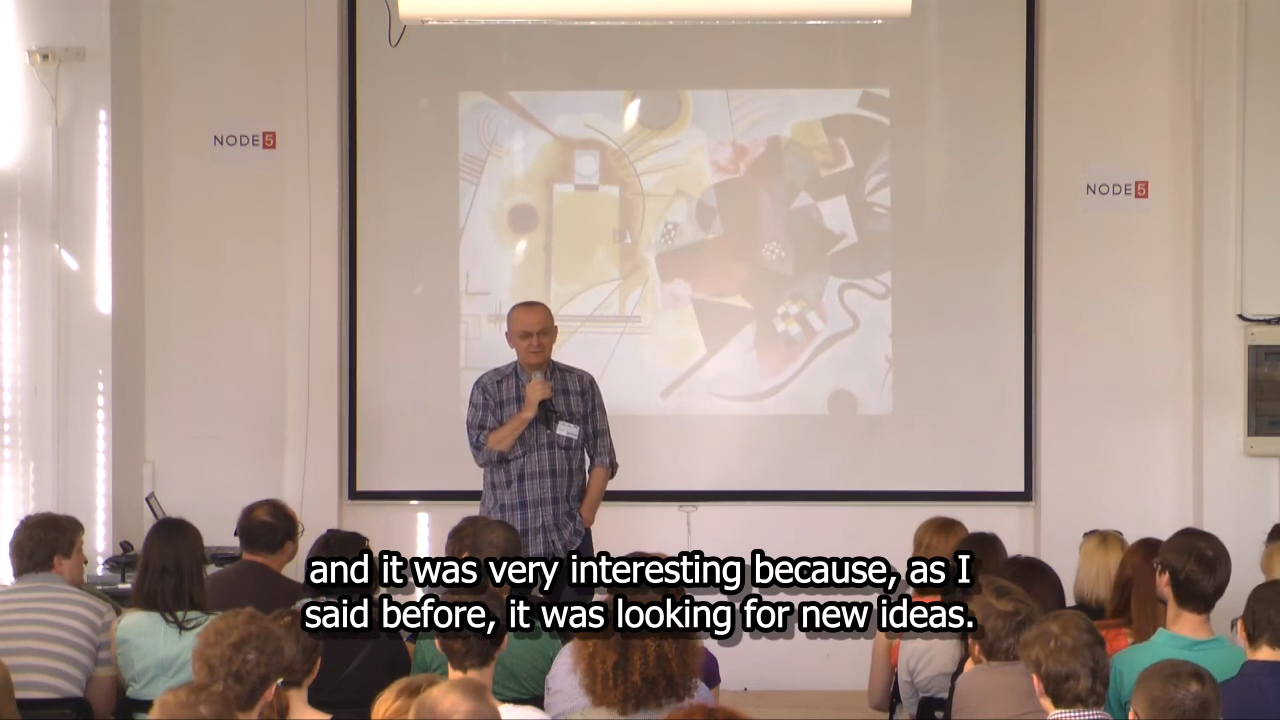 NODE5
NODE5
and it was very interesting because, as I
said before, it was looking for new ideas.